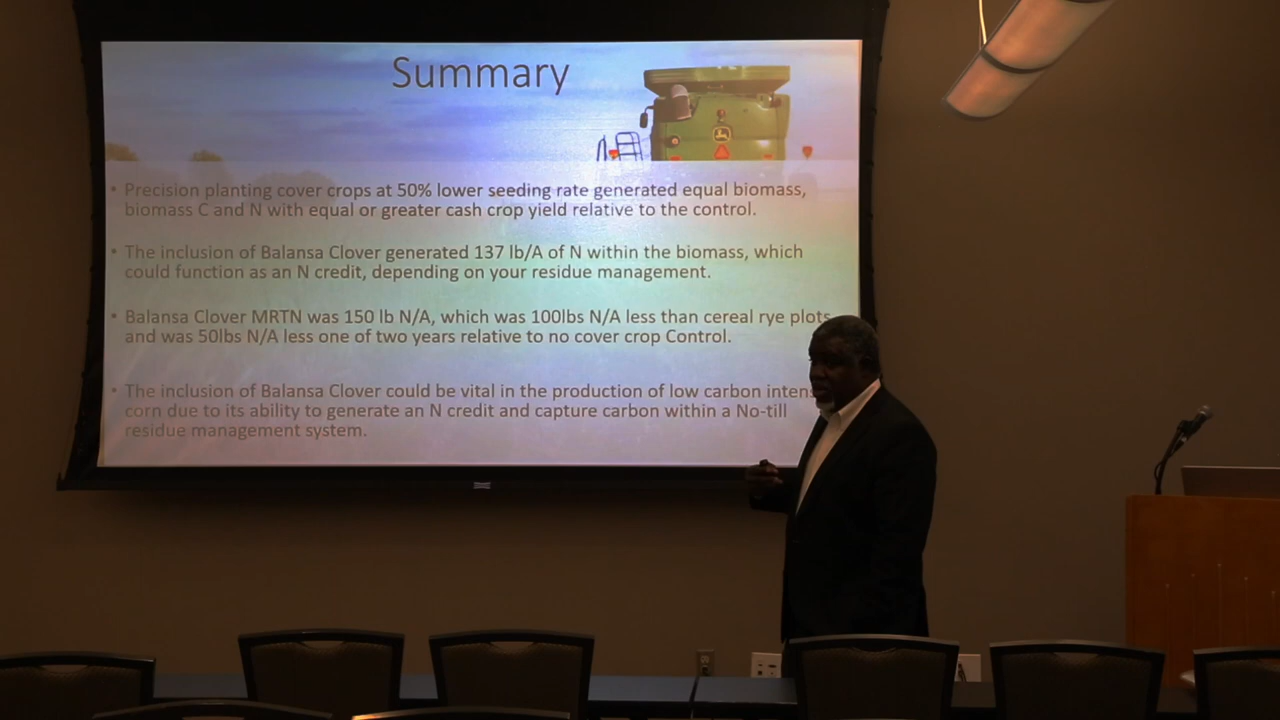 Summary
• Precision planting cover crops at 50% lower seeding rate generated equal biomass,
biomass C and N with equal or greater cash crop yield relative to the control.
• The inclusion of Balansa Clover generated 137 lb/A of N within the biomass, which
could function as an N credit, depending on your residue management.
• Balansa Clover MRTN was 150 lb N/A, which was 100lbs N/A less than cereal rye plots
and was 50lbs N/A less one of two years relative to no cover crop Control.
• The inclusion of Balansa Clover could be vital in the production of low carbon
corn due to its ability to generate an N credit and capture carbon within a No-till
residue management system.